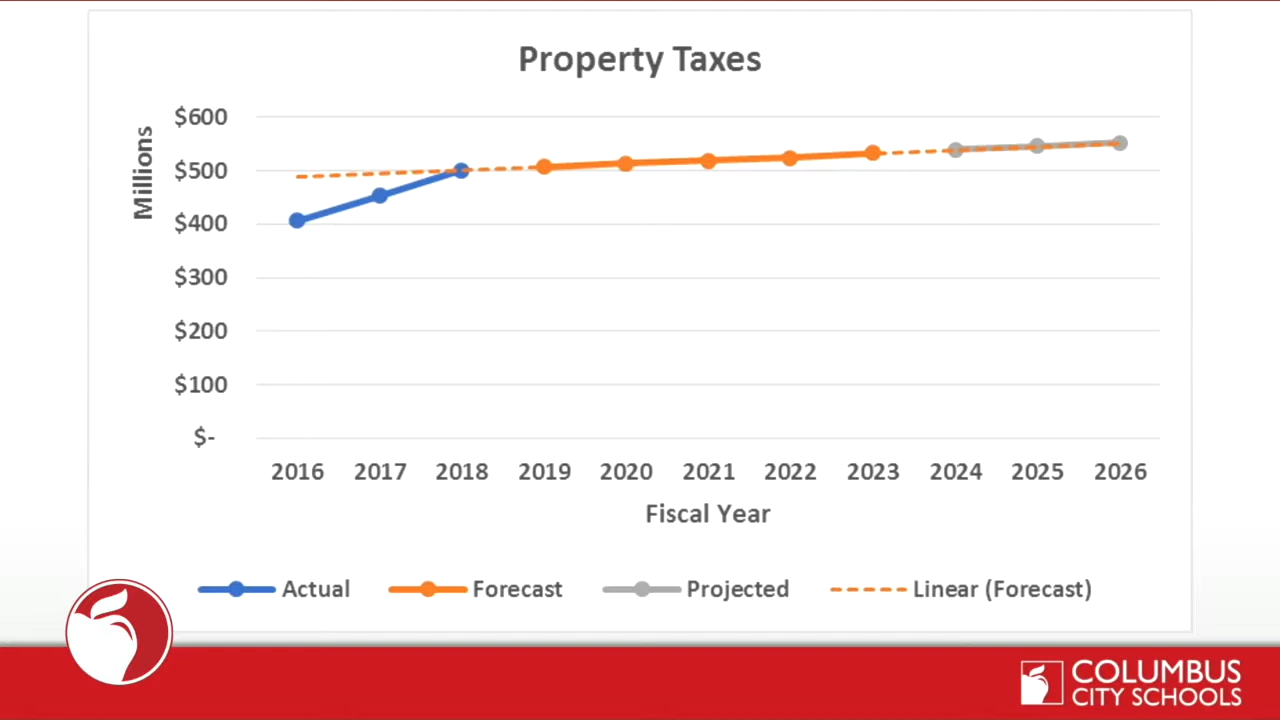 Property Taxes
Millions
$600
$500
$400
$300
$200
$100
$-
2016 2017 2018 2019 2020 2021 2022 2023 2024 2025 2026
Fiscal Year
Actual Forecast Projected Linear (Forecast)
COLUMBUS
CITY SCHOOLS